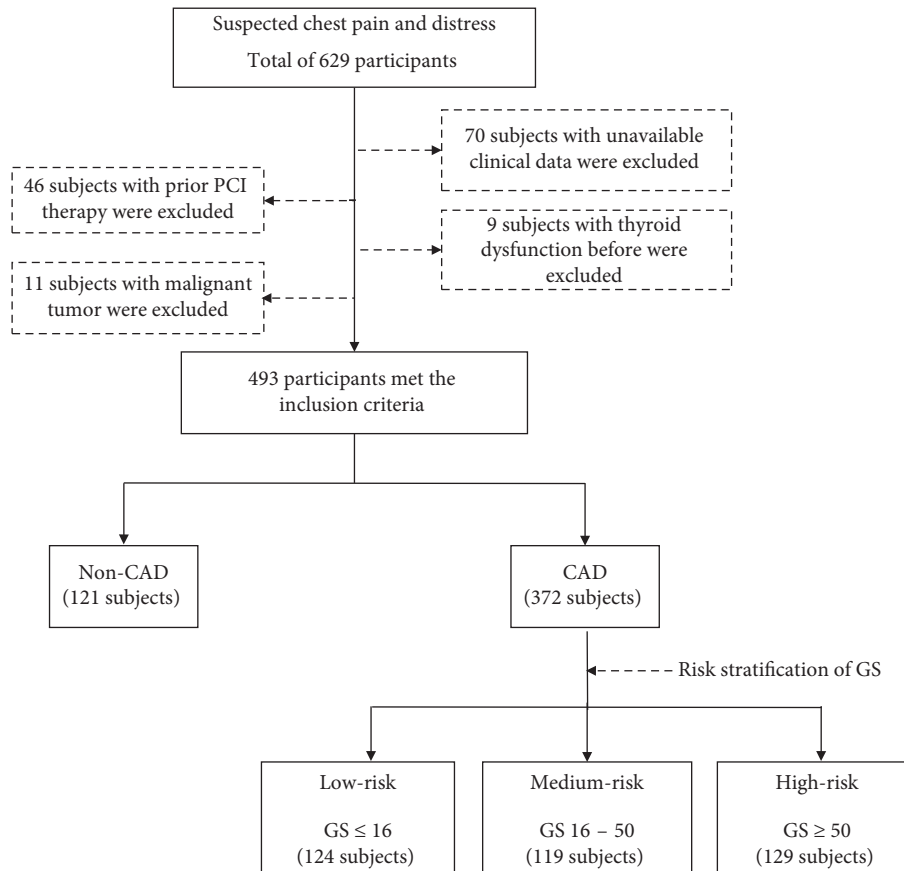 Suspected chest pain and distress
Total of 629 participants
70 subjects with unavailable
clinical data were excluded
46 subjects with prior PCI
therapy were excluded
9 subjects with thyroid
dysfunction before were
excluded
11 subjects with malignant
tumor were excluded
493 participants met the
inclusion criteria
Non-CAD
(121 subjects)
CAD
(372 subjects)
Risk stratification of GS
Low-risk
GS ≤ 16
(124 subjects)
Medium-risk
GS 16 – 50
(119 subjects)
High-risk
GS ≥ 50
(129 subjects)